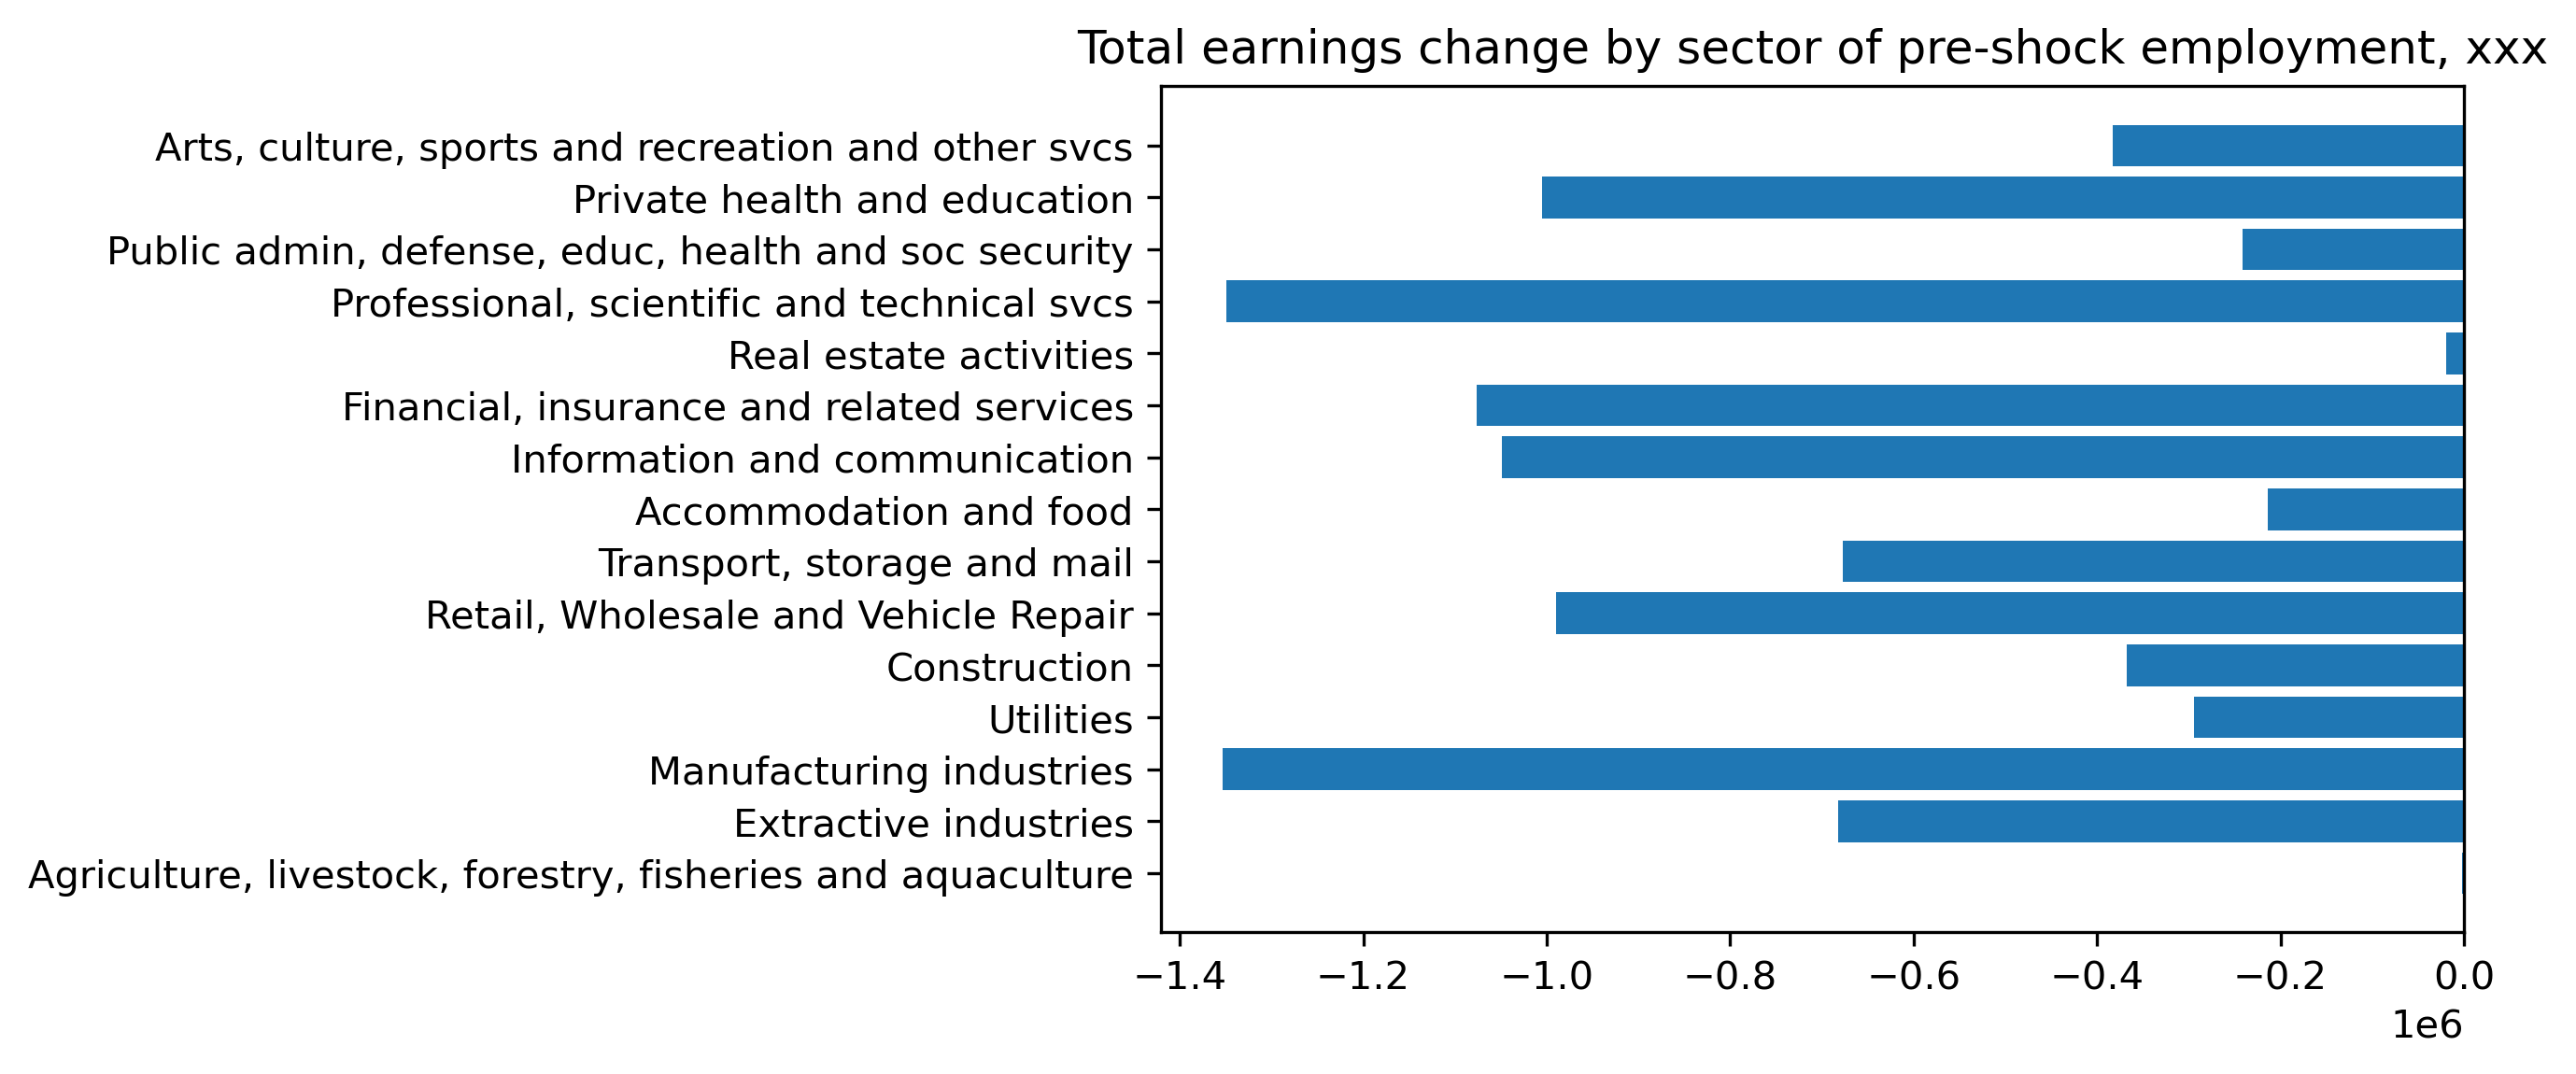 Total earnings change by sector of pre-shock employment, xxx
Arts, culture, sports and recreation and other svcs
Private health and education
Public admin, defense, educ, health and soc security
Professional, scientific and technical svcs
Real estate activities
Financial, insurance and related services
Information and communication
Accommodation and food
Transport, storage and mail
Retail, Wholesale and Vehicle Repair
Construction
Utilities
Manufacturing industries
Extractive industries
Agriculture, livestock, forestry, fisheries and aquaculture
−1.4 −1.2 −1.0 −0.8 −0.6 −0.4 −0.2 0.0
1e6